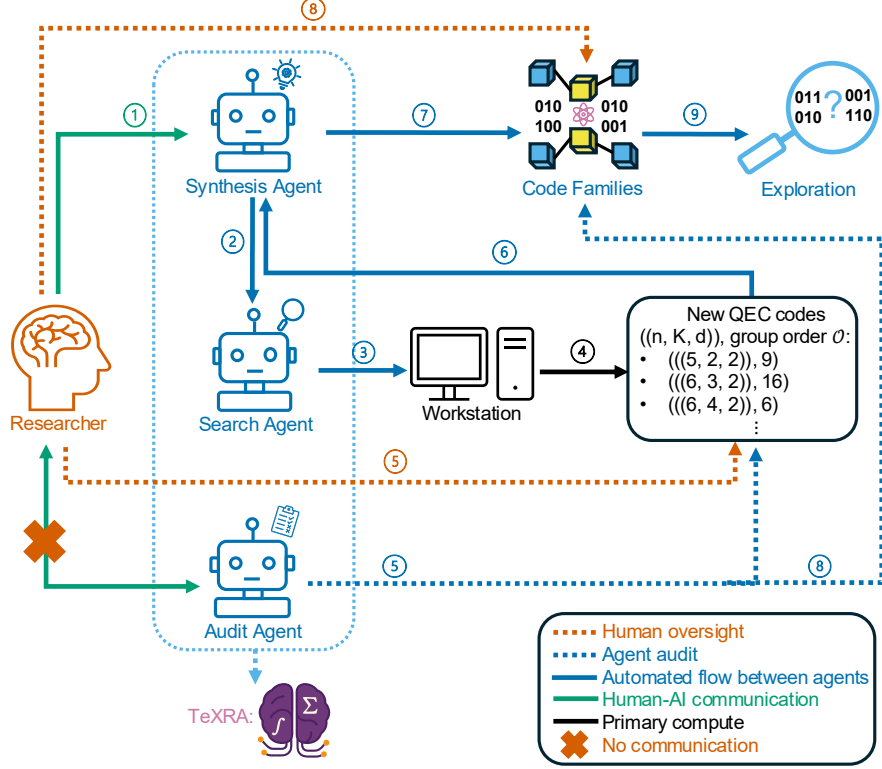 8
1
7
9
010
010
100
001
011
001
?
010
110
Synthesis Agent
Code Families
Exploration
2
6
New QEC codes
((n, K, d)), group order 𝒪:
• (((5, 2, 2)), 9)
• (((6, 3, 2)), 16)
• (((6, 4, 2)), 6)
⋮
3
4
Researcher
Search Agent
Workstation
5
5
8
Audit Agent
TeXRA:
∫ Σ
Human oversight
Agent audit
Automated flow between agents
Human-AI communication
Primary compute
No communication